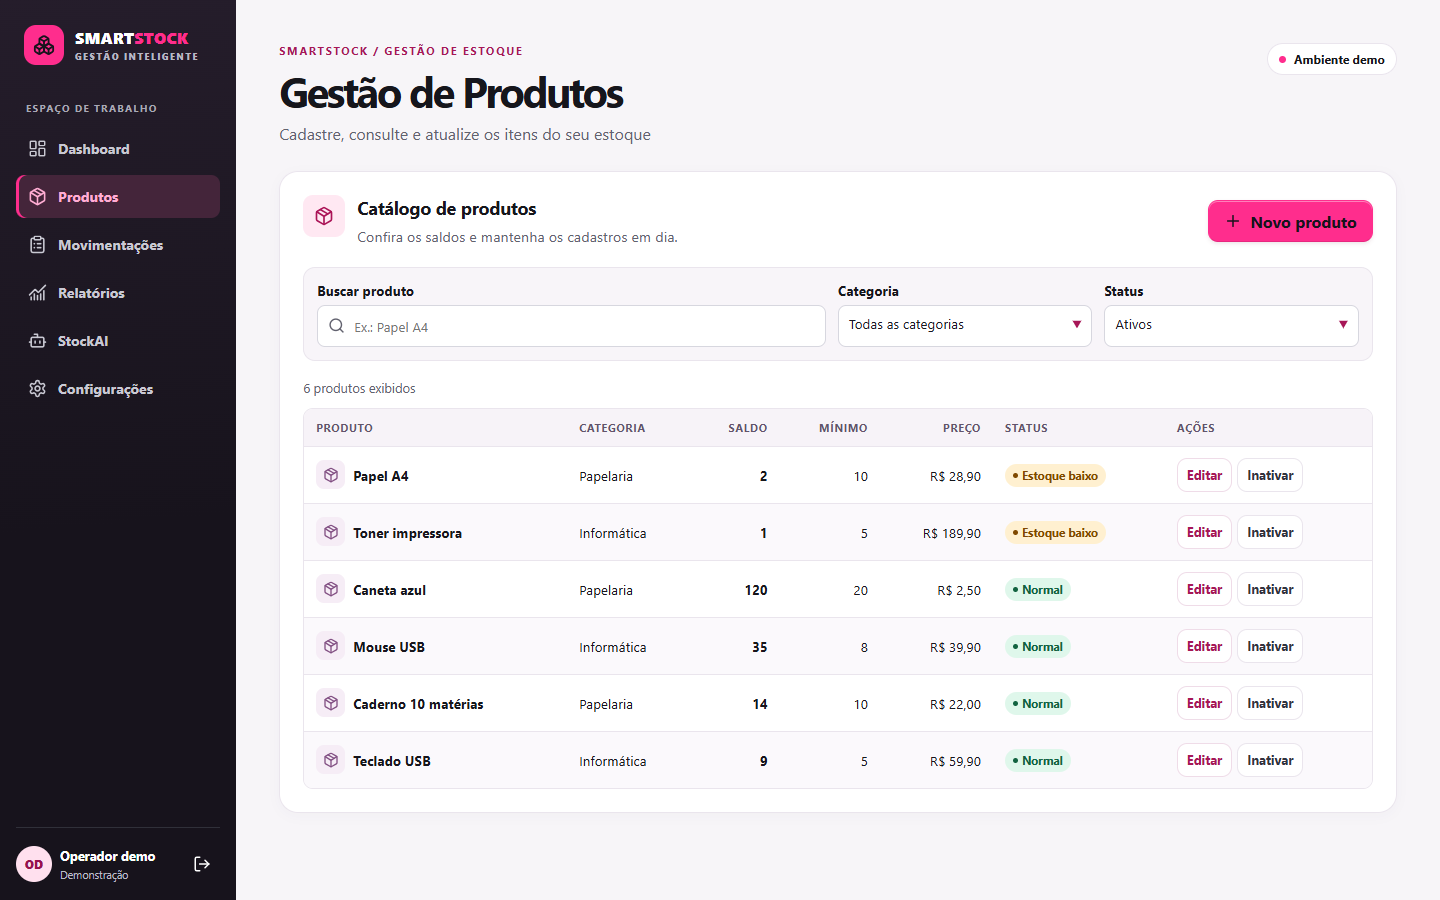 SMARTSTOCK
GESTÃO INTELIGENTE
ESPAÇO DE TRABALHO
Dashboard
Produtos
Movimentações
Relatórios
StockAI
Configurações
OD
Operador demo
Demonstração
SMARTSTOCK / GESTÃO DE ESTOQUE
Ambiente demo
Gestão de Produtos
Cadastre, consulte e atualize os itens do seu estoque
Catálogo de produtos
Confira os saldos e mantenha os cadastros em dia.
+ Novo produto
Buscar produto Categoria Status
Ex.: Papel A4 Todas as categorias Ativos
6 produtos exibidos
PRODUTO CATEGORIA SALDO MÍNIMO PREÇO STATUS AÇÕES
Papel A4 Papelaria 2 10 R$ 28,90 Estoque baixo Editar Inativar
Toner impressora Informática 1 5 R$ 189,90 Estoque baixo Editar Inativar
Caneta azul Papelaria 120 20 R$ 2,50 Normal Editar Inativar
Mouse USB Informática 35 8 R$ 39,90 Normal Editar Inativar
Caderno 10 matérias Papelaria 14 10 R$ 22,00 Normal Editar Inativar
Teclado USB Informática 9 5 R$ 59,90 Normal Editar Inativar